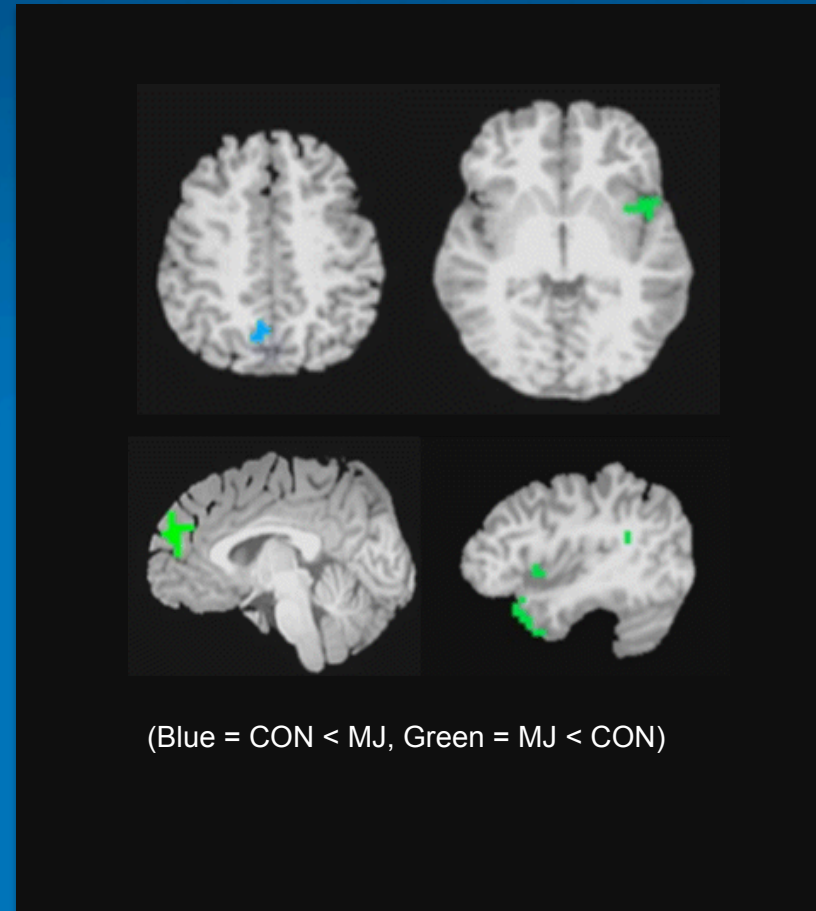 (Blue = CON < MJ, Green = MJ < CON)